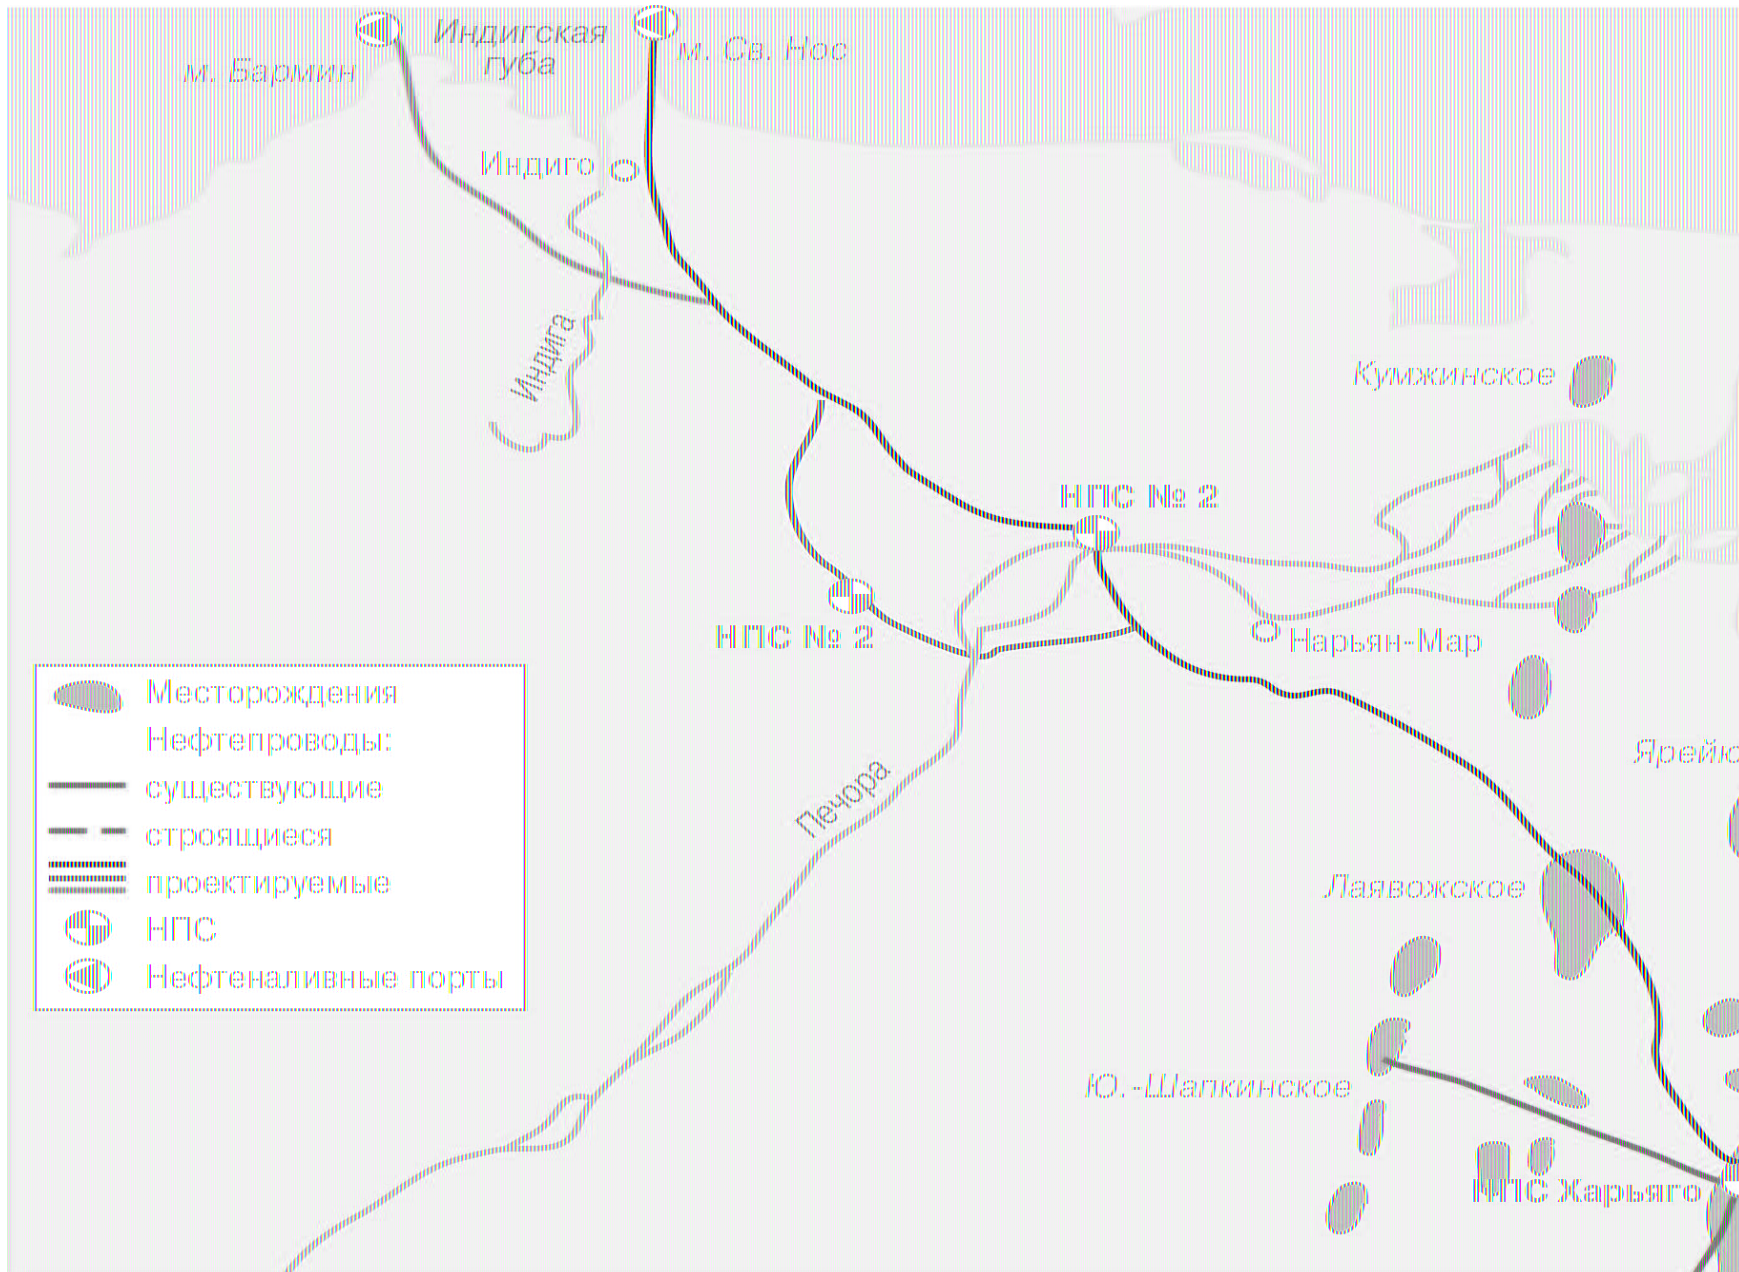 Индигская
губа
м. Св. Нос
м. Бармин
Индиго
Индига
Кумжинское
НПС № 2
НПС № 2
Нарьян-Мар
Печора
Лаявожское
Ю.-Шапкинское
НПС Харьяго
Месторождения
Нефтепроводы:
существующие
строящиеся
проектируемые
НПС
Нефтеналивные порты